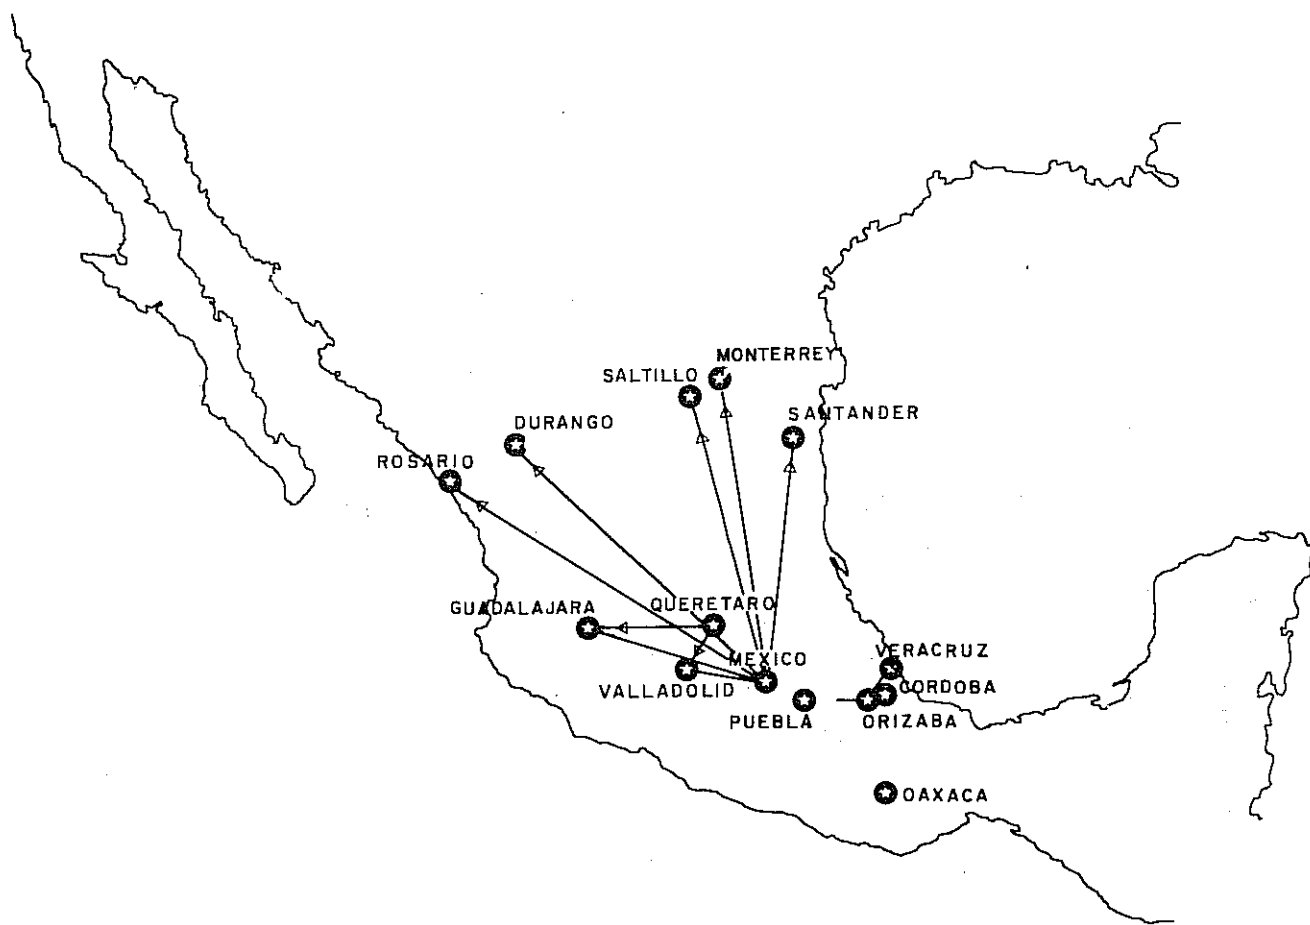 MONTERREY
SALTILLO
SANTANDER
DURANGO
ROSARIO
GUADALAJARA
QUERETARO
MEXICO
VERACRUZ
VALLADOLID
CORDOBA
PUEBLA
ORIZABA
OAXACA